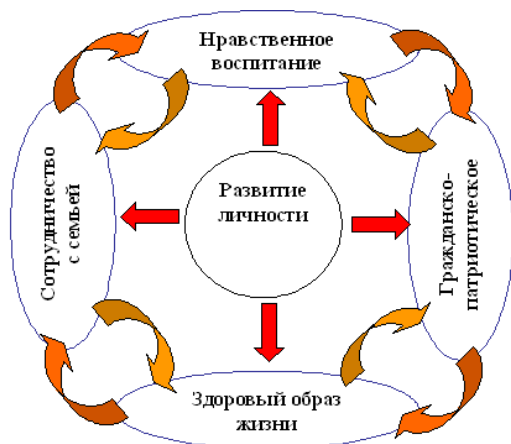 Нравственное
воспитание
Сотрудничество
с семьей
Развитие
личности
Гражданско-
патриотическое
Здоровый образ
жизни